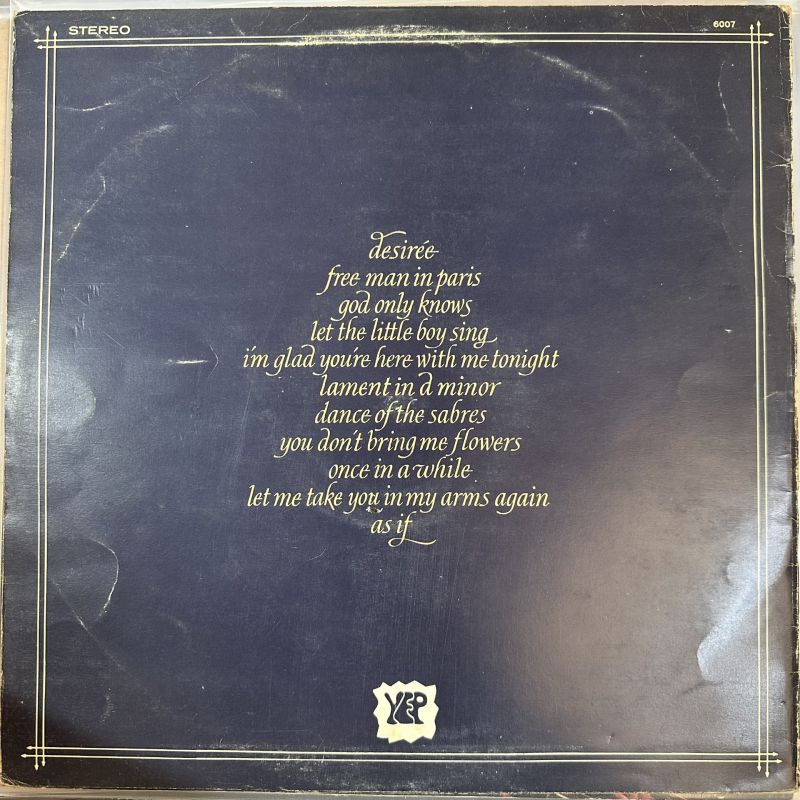 STEREO
6007
desirée
free man in paris
god only knows
let the little boy sing
i'm glad you're here with me tonight
lament in d minor
dance of the sabres
you don't bring me flowers
once in a while
let me take you in my arms again
as if
YEP